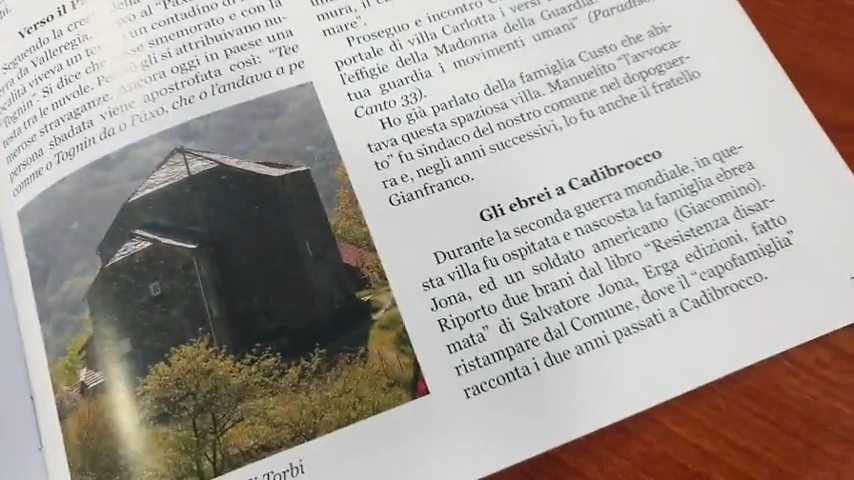 Verso il P
Seguendo la
da Valleregia,
località viveva un
Tognin". Si dice che
testa tra le nuvole. Per
merose stravaganze. Ancora oggi in paese una
persona sbadata viene apostrofata così: "Tee
comme o Tognin da o Pàxo, che o l'andava a pe
Torbi
mare".
Proseguo e incontro
portale di villa Carlotta i versi
l'effigie della Madonna della Guardia:
tua guardia i movimenti umani" (Paradiso
Canto 33).
Ho già parlato della famiglia Custo che abi-
tava questa spaziosa villa. Manuelito "l'avvoca-
to" fu sindaco del nostro comune nel dopoguer-
ra e, negli anni successivi, lo fu anche il fratello
Gianfranco.
Gli ebrei a Cadibrocco
Durante la seconda guerra mondiale, in que-
sta villa fu ospitata e nascosta la famiglia ebrea
Jona, ed un soldato americano (Giacomino).
Riporto due brani dal libro "Resistenza disar-
mata" di Salvatore Jona, Erga edizioni, fatto
ristampare dal Comune, dove il "capofamiglia"
racconta i due anni passati a Cadibrocco.